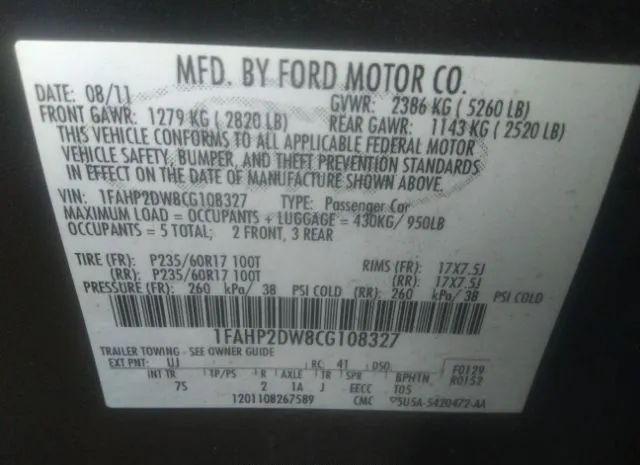 MFD. BY FORD MOTOR CO.
DATE: 08/11 GVWR: 2386 KG ( 5260 LB)
FRONT GAWR: 1279 KG ( 2820 LB) REAR GAWR: 1143 KG ( 2520 LB)
THIS VEHICLE CONFORMS TO ALL APPLICABLE FEDERAL MOTOR
VEHICLE SAFETY, BUMPER, AND THEFT PREVENTION STANDARDS
IN EFFECT ON THE DATE OF MANUFACTURE SHOWN ABOVE.
VIN: 1FAHP2DW8CG108327 TYPE: Passenger Car
MAXIMUM LOAD = OCCUPANTS + LUGGAGE = 430KG/ 950LB
OCCUPANTS = 5 TOTAL; 2 FRONT, 3 REAR
TIRE (FR): P235/60R17 100T RIMS (FR): 17X7.5J
(RR): P235/60R17 100T (RR): 17X7.5J
PRESSURE (FR): 260 kPa/ 38 PSI COLD (RR): 260 kPa/ 38 PSI COLD
1FAHP2DW8CG108327
TRAILER TOWING - SEE OWNER GUIDE
EXT PNT: UJ RC: 41 DSO: F0129
INT TR TP/PS R AXLE TR SPR BPHTN R0152
7S 2 1A J EECC T05
1201108267589 CMC 5U5A-5420472-AA